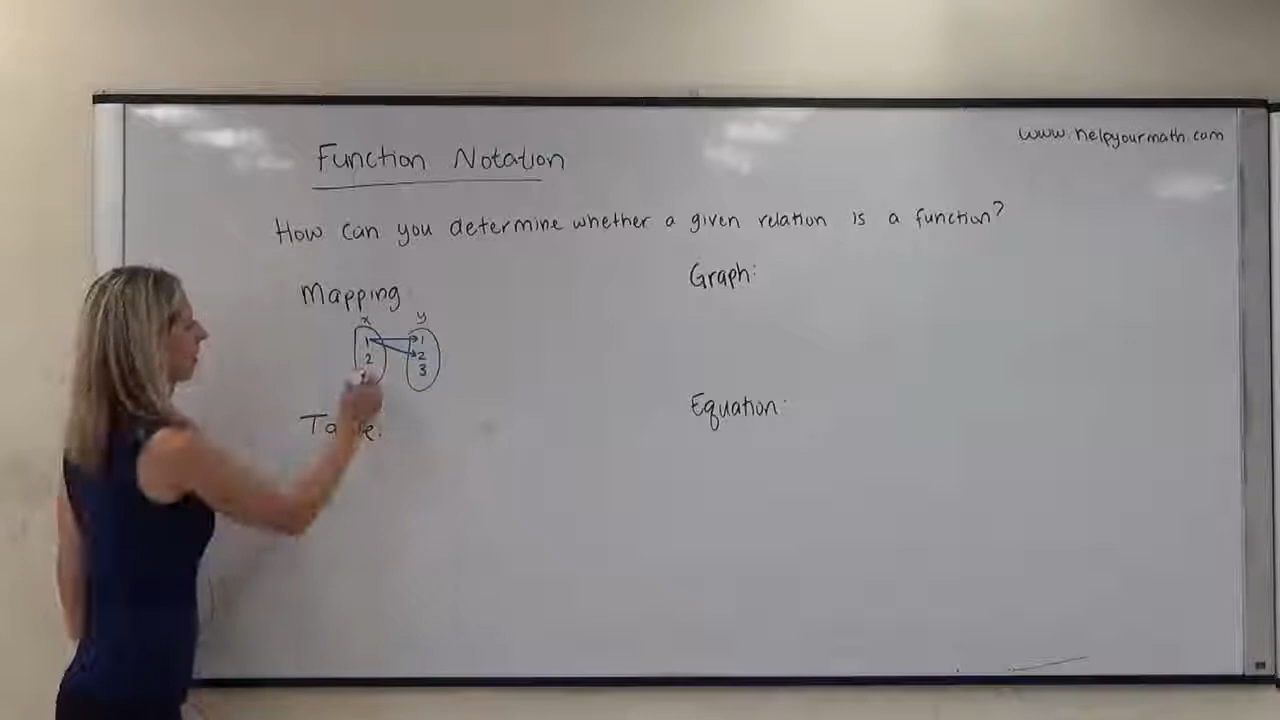 www.helpyourmath.com
Function Notation
How can you determine whether a given relation is a function?
Mapping
x y
1 1
2 2
3
Graph:
Equation: